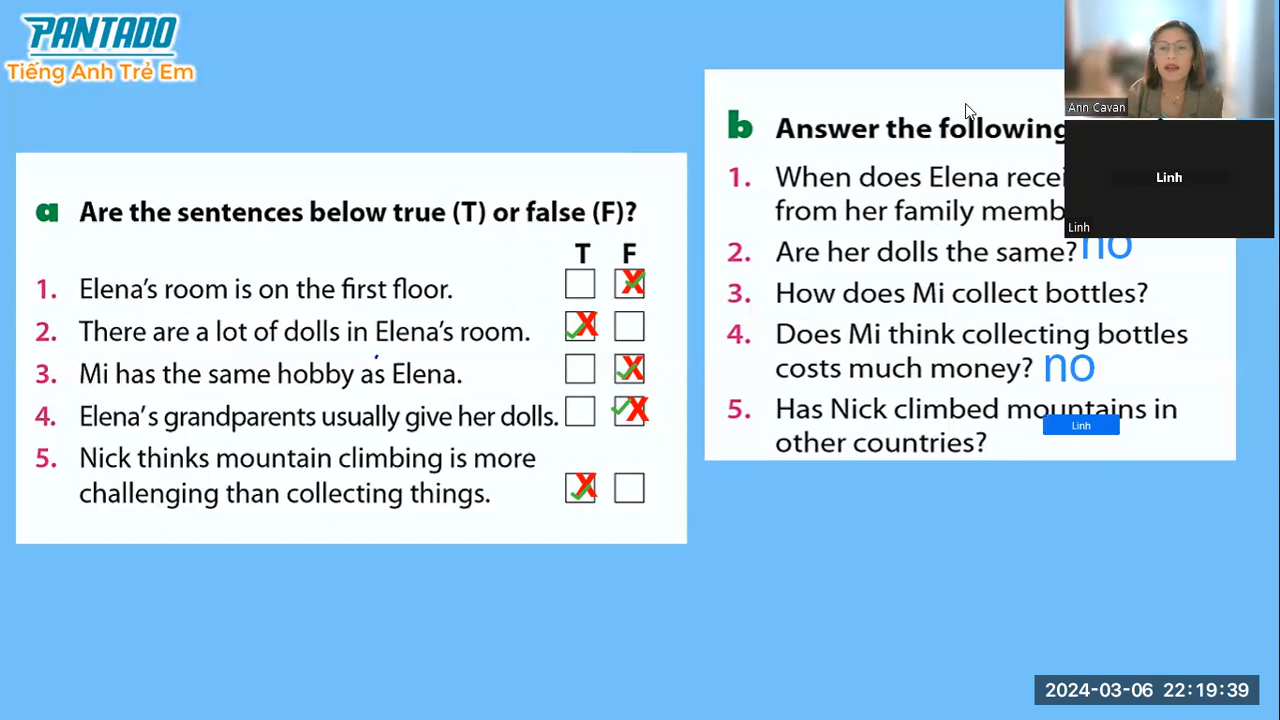 PANTADO
Tiếng Anh Trẻ Em
a Are the sentences below true (T) or false (F)?
T F
1. Elena's room is on the first floor. X
2. There are a lot of dolls in Elena's room. X
3. Mi has the same hobby as Elena. X
4. Elena's grandparents usually give her dolls. X
5. Nick thinks mountain climbing is more
challenging than collecting things. X
b Answer the following
1. When does Elena
from her family
2. Are her dolls the same? no
3. How does Mi collect bottles?
4. Does Mi think collecting bottles
costs much money? no
5. Has Nick climbed mountains in
Linh
other countries?
Ann Cavan
Linh
Linh
2024-03-06 22:19:39